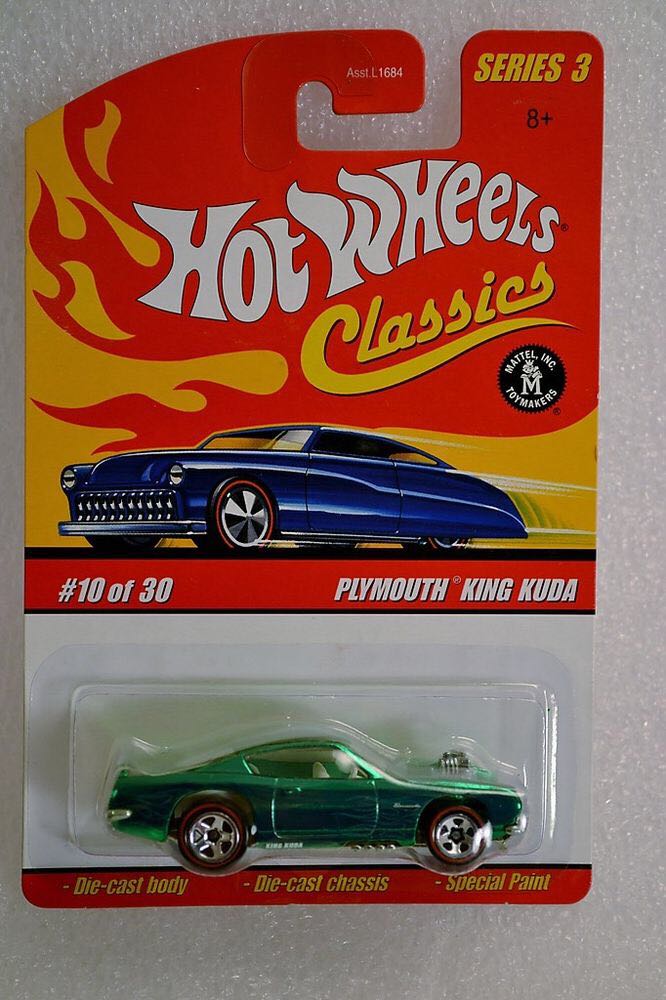 Asst.L1684
SERIES 3
8+
Hot Wheels®
Classics
MATTEL, INC.
M
TOYMAKERS ®
#10 of 30
PLYMOUTH® KING KUDA
KING KUDA
- Die-cast body - Die-cast chassis - Special Paint